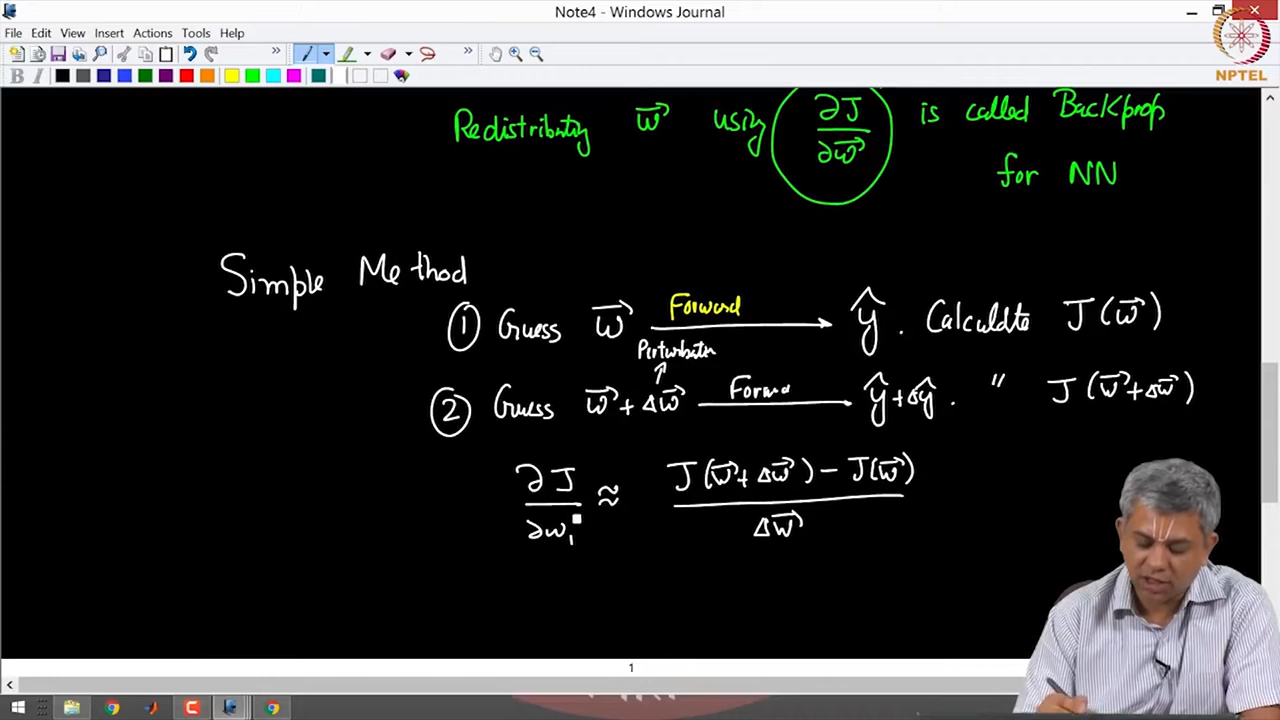 Note4 - Windows Journal
File Edit View Insert Actions Tools Help
NPTEL
Redistributing w⃗ using ∂J/∂w⃗ is called Backprop
for NN
Simple Method
① Guess w⃗ Forward → ŷ. Calculate J(w⃗)
Perturbation
② Guess w⃗ + Δw⃗ Forward → ŷ + Δŷ. " J(w⃗ + Δw⃗)
∂J/∂w₁ ≈ (J(w⃗ + Δw⃗) − J(w⃗))/Δw⃗
1